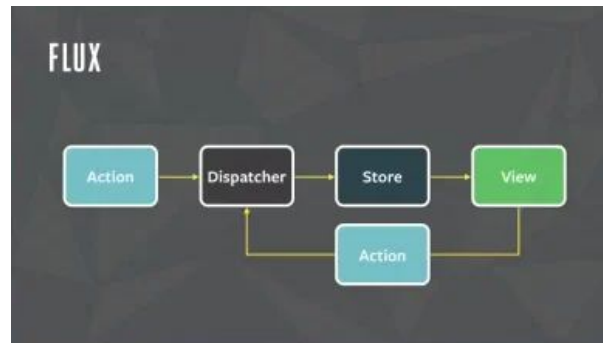 FLUX
Action
Dispatcher
Store
View
Action